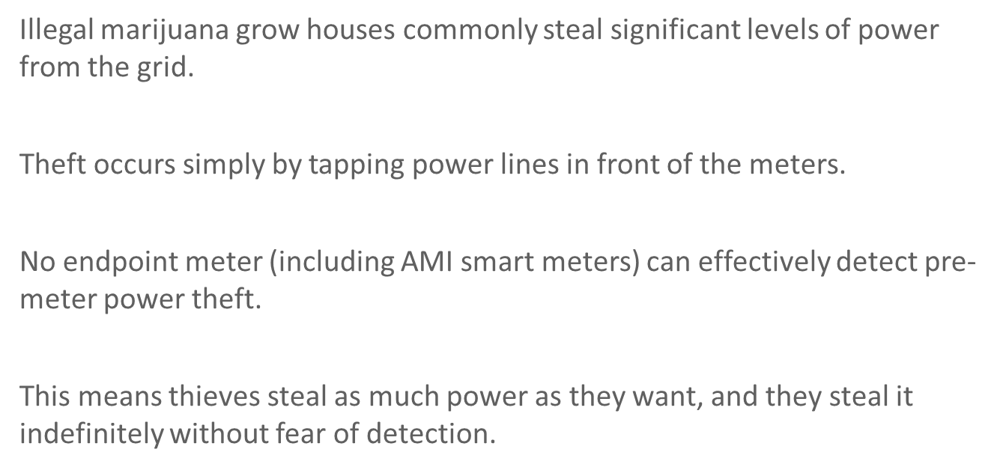 Illegal marijuana grow houses commonly steal significant levels of power
from the grid.
Theft occurs simply by tapping power lines in front of the meters.
No endpoint meter (including AMI smart meters) can effectively detect pre-
meter power theft.
This means thieves steal as much power as they want, and they steal it
indefinitely without fear of detection.